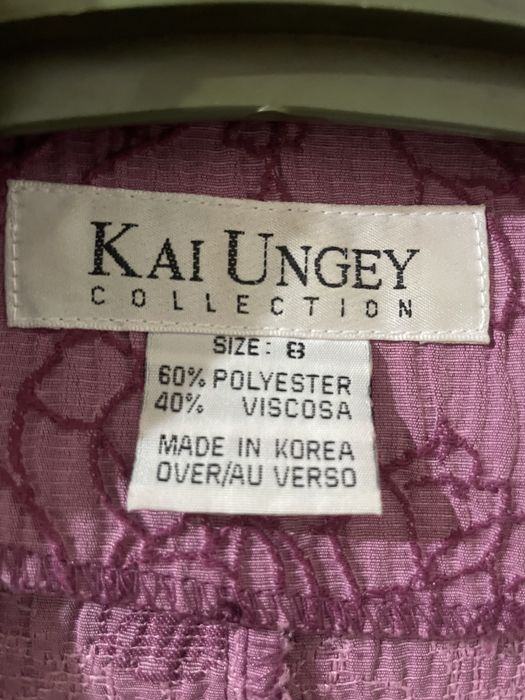 KAI UNGEY
COLLECTION
SIZE: 8
60% POLYESTER
40% VISCOSA
MADE IN KOREA
OVER/AU VERSO